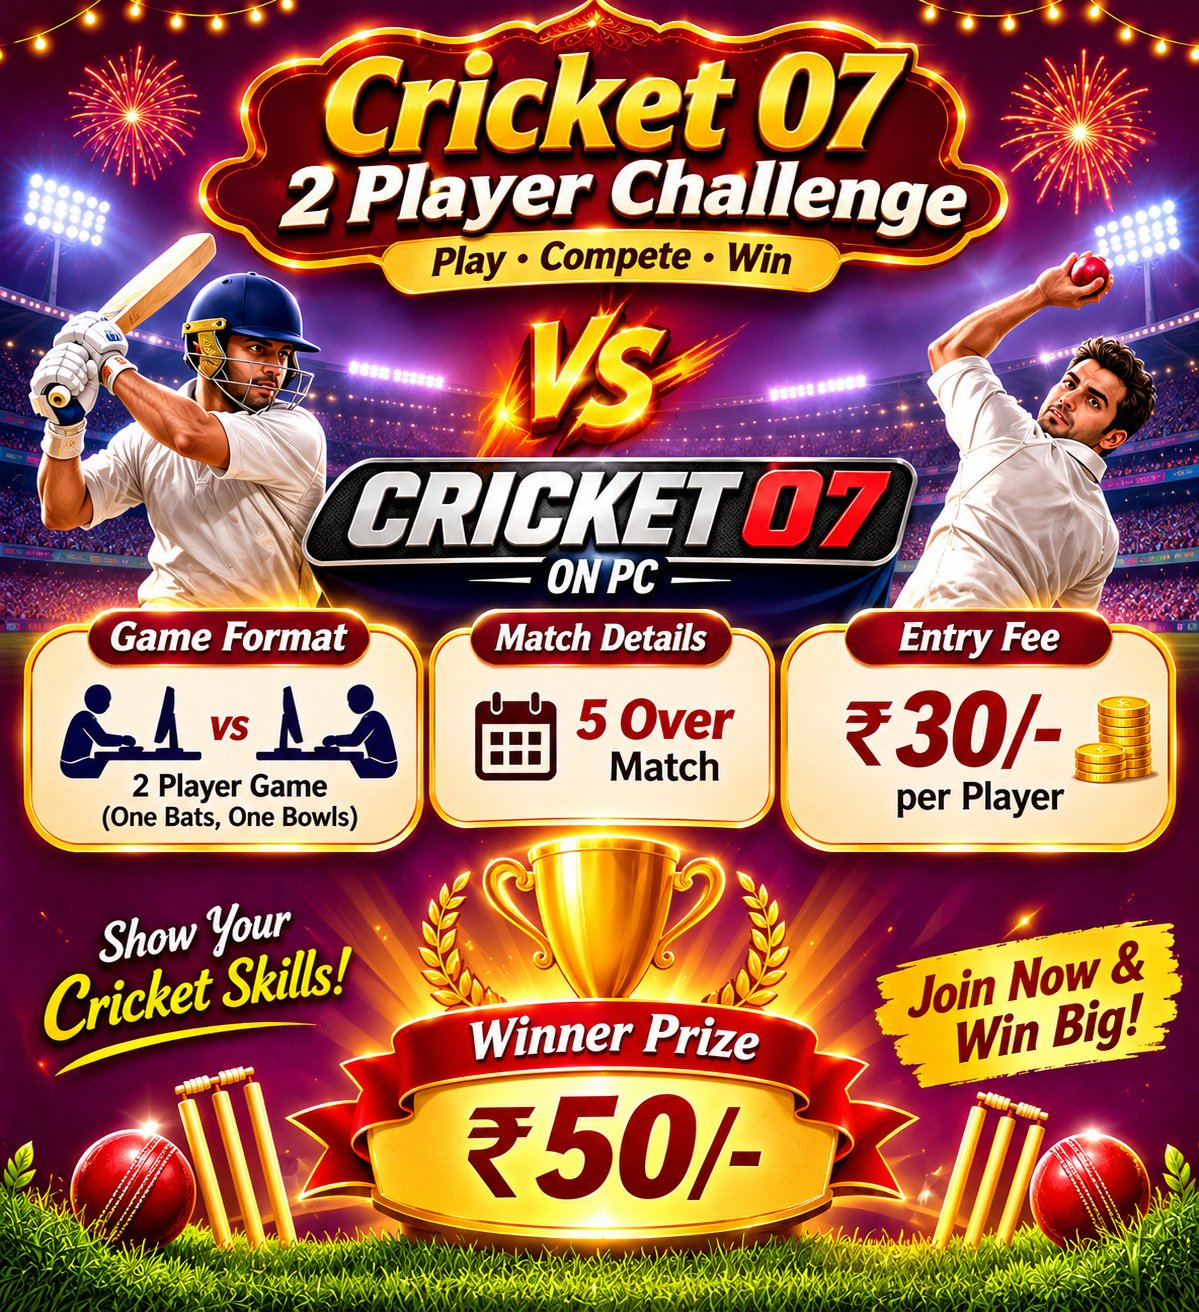 Cricket 07
2 Player Challenge
Play • Compete • Win
VS
CRICKET 07
ON PC
Game Format
vs
2 Player Game
(One Bats, One Bowls)
Match Details
5 Over
Match
Entry Fee
₹30/-
per Player
Show Your
Cricket Skills!
Join Now &
Win Big!
Winner Prize
₹50/-